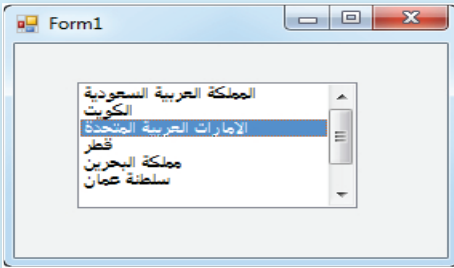 Form1
المملكة العربية السعودية
الكويت
الامارات العربية المتحدة
قطر
مملكة البحرين
سلطنة عمان